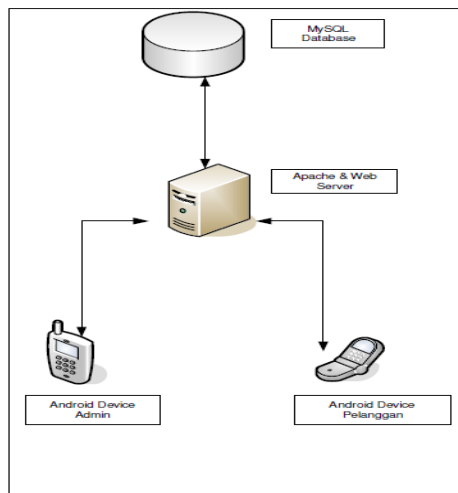 MySQL
Database
Apache & Web
Server
Android Device
Admin
Android Device
Pelanggan